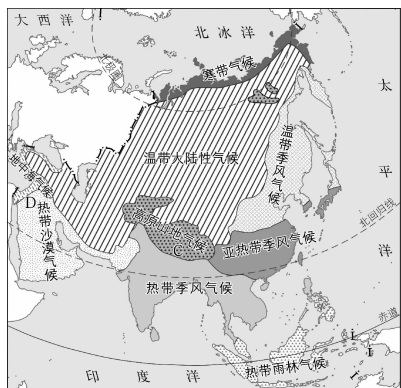 大西洋
北冰洋
太平洋
印度洋
北极圈
寒带气候
温带大陆性气候
温带季风气候
地中海气候
D
热带沙漠气候
高原山地气候
C
亚热带季风气候
北回归线
热带季风气候
赤道
热带雨林气候